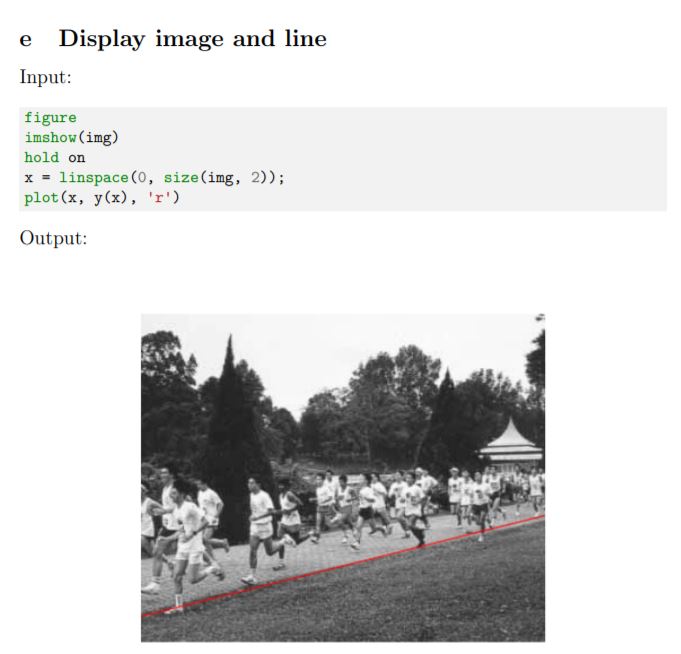 e Display image and line
Input:
figure
imshow(img)
hold on
x = linspace(0, size(img, 2));
plot(x, y(x), 'r')
Output: